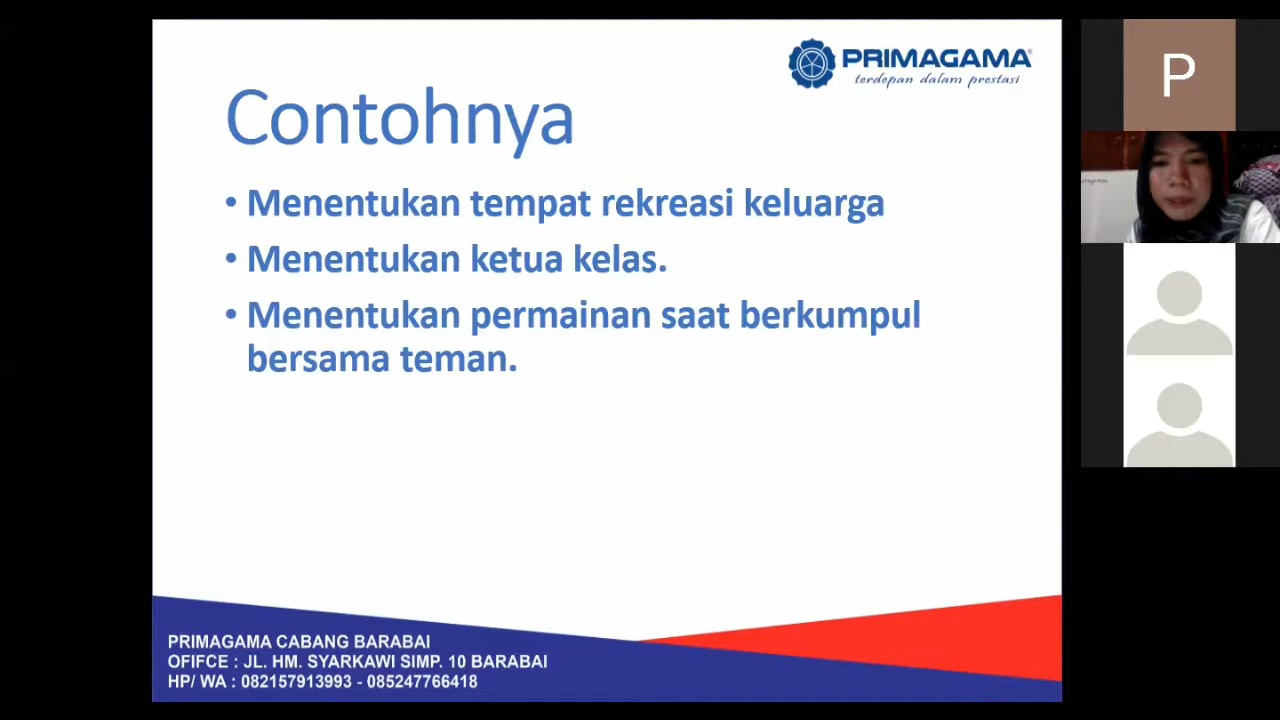 PRIMAGAMA
terdepan dalam prestasi
Contohnya
• Menentukan tempat rekreasi keluarga
• Menentukan ketua kelas.
• Menentukan permainan saat berkumpul
bersama teman.
PRIMAGAMA CABANG BARABAI
OFIFCE : JL. HM. SYARKAWI SIMP. 10 BARABAI
HP/ WA : 082157913993 - 085247766418
P